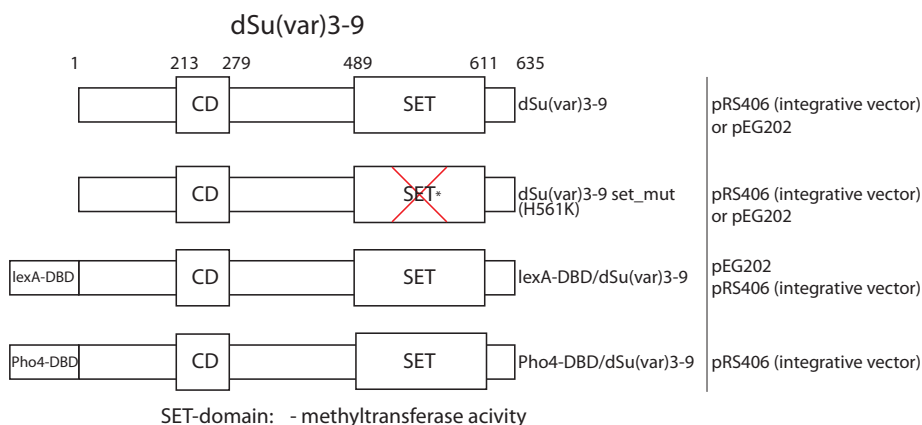 dSu(var)3-9
1 213 279 489 611 635
CD SET dSu(var)3-9 pRS406 (integrative vector)
or pEG202
CD SET* dSu(var)3-9 set_mut pRS406 (integrative vector)
(H561K) or pEG202
lexA-DBD CD SET lexA-DBD/dSu(var)3-9 pEG202
pRS406 (integrative vector)
Pho4-DBD CD SET Pho4-DBD/dSu(var)3-9 pRS406 (integrative vector)
SET-domain: - methyltransferase acivity